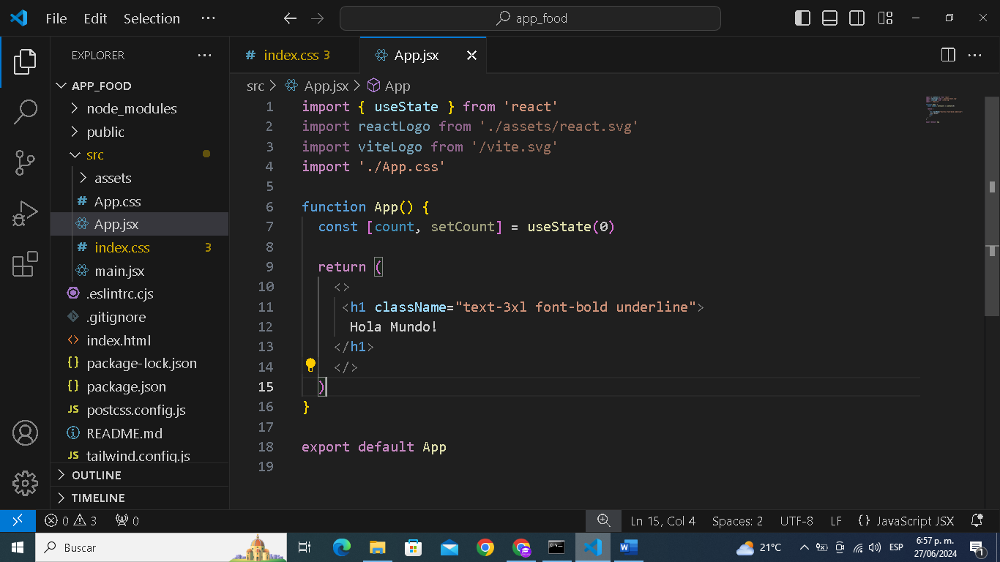 File Edit Selection ··· app_food
EXPLORER ···
APP_FOOD
node_modules
public
src
assets
# App.css
App.jsx
# index.css 3
main.jsx
.eslintrc.cjs
.gitignore
<> index.html
{} package-lock.json
{} package.json
JS postcss.config.js
README.md
JS tailwind.config.js
OUTLINE
TIMELINE
# index.css 3 App.jsx
src > App.jsx > App
1 import { useState } from 'react'
2 import reactLogo from './assets/react.svg'
3 import viteLogo from '/vite.svg'
4 import './App.css'
5
6 function App() {
7 const [count, setCount] = useState(0)
8
9 return (
10 <>
11 <h1 className="text-3xl font-bold underline">
12 Hola Mundo!
13 </h1>
14 </>
15 )
16 }
17
18 export default App
19
0 3 0 Ln 15, Col 4 Spaces: 2 UTF-8 LF {} JavaScript JSX
Buscar 21°C ESP 6:57 p. m.
27/06/2024 1